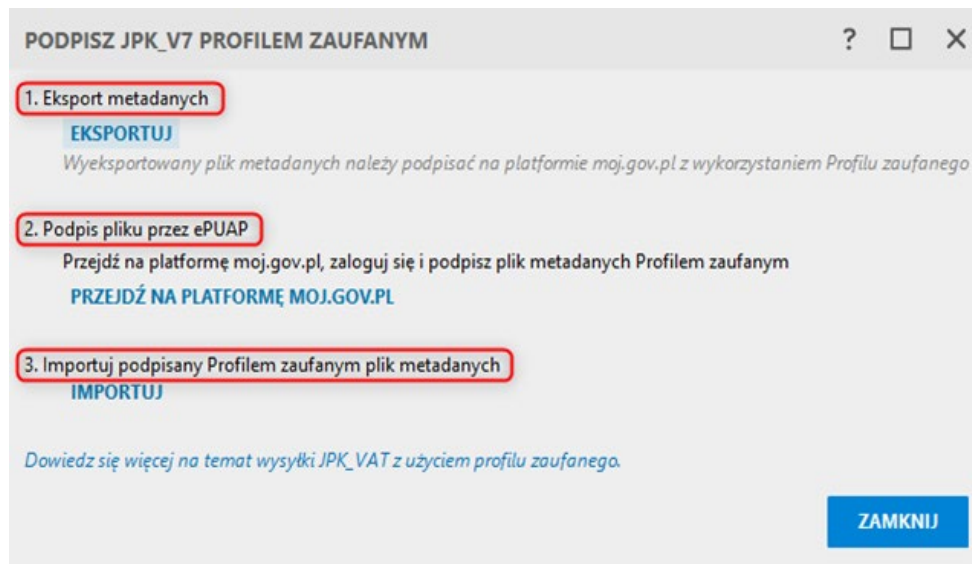 PODPISZ JPK_V7 PROFILEM ZAUFANYM
1. Eksport metadanych
EKSPORTUJ
Wyeksportowany plik metadanych należy podpisać na platformie moj.gov.pl z wykorzystaniem Profilu zaufanego
2. Podpis pliku przez ePUAP
Przejdź na platformę moj.gov.pl, zaloguj się i podpisz plik metadanych Profilem zaufanym
PRZEJDŹ NA PLATFORMĘ MOJ.GOV.PL
3. Importuj podpisany Profilem zaufanym plik metadanych
IMPORTUJ
Dowiedz się więcej na temat wysyłki JPK_VAT z użyciem profilu zaufanego.
ZAMKNIJ